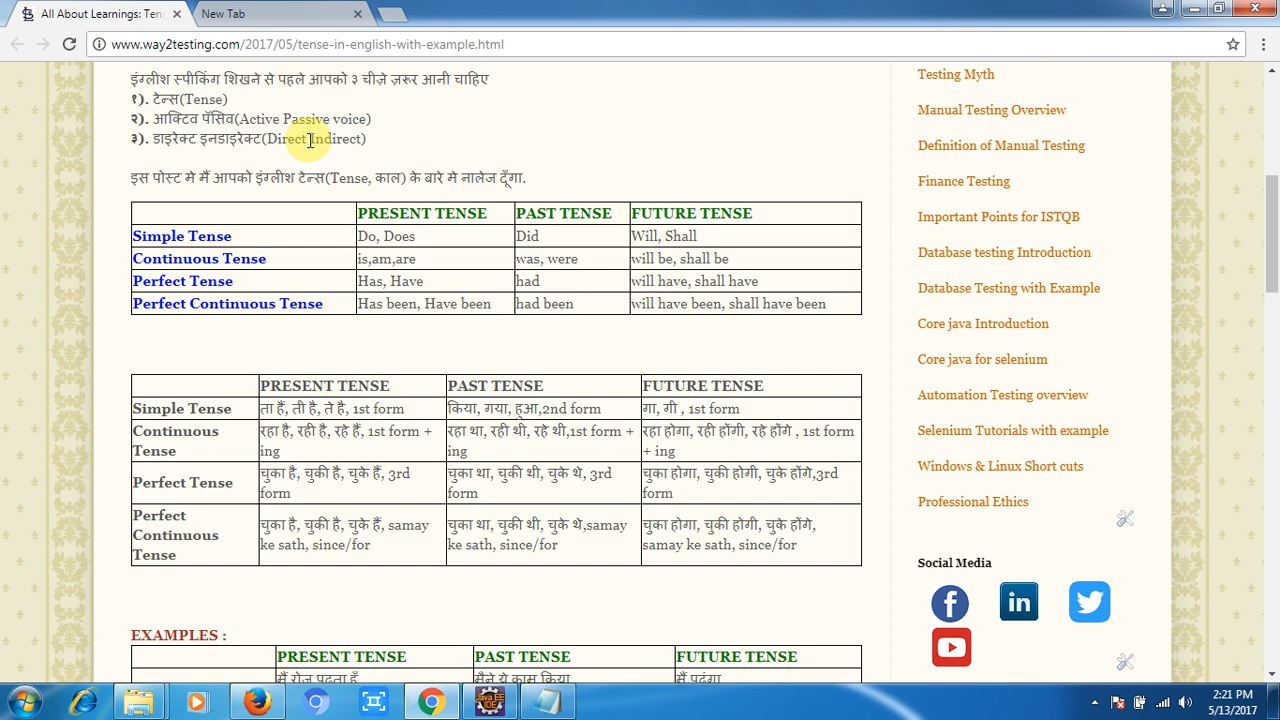 All About Learnings: Ten
New Tab
www.way2testing.com/2017/05/tense-in-english-with-example.html
इंग्लीश स्पीकिंग शिखने से पहले आपको ३ चीज़े ज़रूर आनी चाहिए
१). टेन्स(Tense)
२). आक्टिव पॅसिव(Active Passive voice)
३). डाइरेक्ट इनडाइरेक्ट(Direct Indirect)
इस पोस्ट मे मैं आपको इंग्लीश टेन्स(Tense, काल) के बारे मे नालेज दूँगा.
PRESENT TENSE PAST TENSE FUTURE TENSE
Simple Tense Do, Does Did Will, Shall
Continuous Tense is,am,are was, were will be, shall be
Perfect Tense Has, Have had will have, shall have
Perfect Continuous Tense Has been, Have been had been will have been, shall have been
PRESENT TENSE PAST TENSE FUTURE TENSE
Simple Tense ता हैं, ती है, ते है, 1st form किया, गया, हुआ,2nd form गा, गी , 1st form
Continuous रहा है, रही है, रहे हैं, 1st form + रहा था, रही थी, रहे थी,1st form + रहा होगा, रही होंगी, रहे होंगे , 1st form
Tense ing ing + ing
Perfect Tense चुका है, चुकी है, चुके हैं, 3rd चुका था, चुकी थी, चुके थे, 3rd चुका होगा, चुकी होगी, चुके होंगे,3rd
form form form
Perfect
Continuous चुका है, चुकी है, चुके हैं, samay चुका था, चुकी थी, चुके थे,samay चुका होगा, चुकी होगी, चुके होंगे,
Tense ke sath, since/for ke sath, since/for samay ke sath, since/for
EXAMPLES :
PRESENT TENSE PAST TENSE FUTURE TENSE
मैं रोज पढ़ता हूँ मैने ये काम किया मैं पढ़ूंगा
Testing Myth
Manual Testing Overview
Definition of Manual Testing
Finance Testing
Important Points for ISTQB
Database testing Introduction
Database Testing with Example
Core java Introduction
Core java for selenium
Automation Testing overview
Selenium Tutorials with example
Windows & Linux Short cuts
Professional Ethics
Social Media
f
in
Java EE
IDE
2:21 PM
5/13/2017